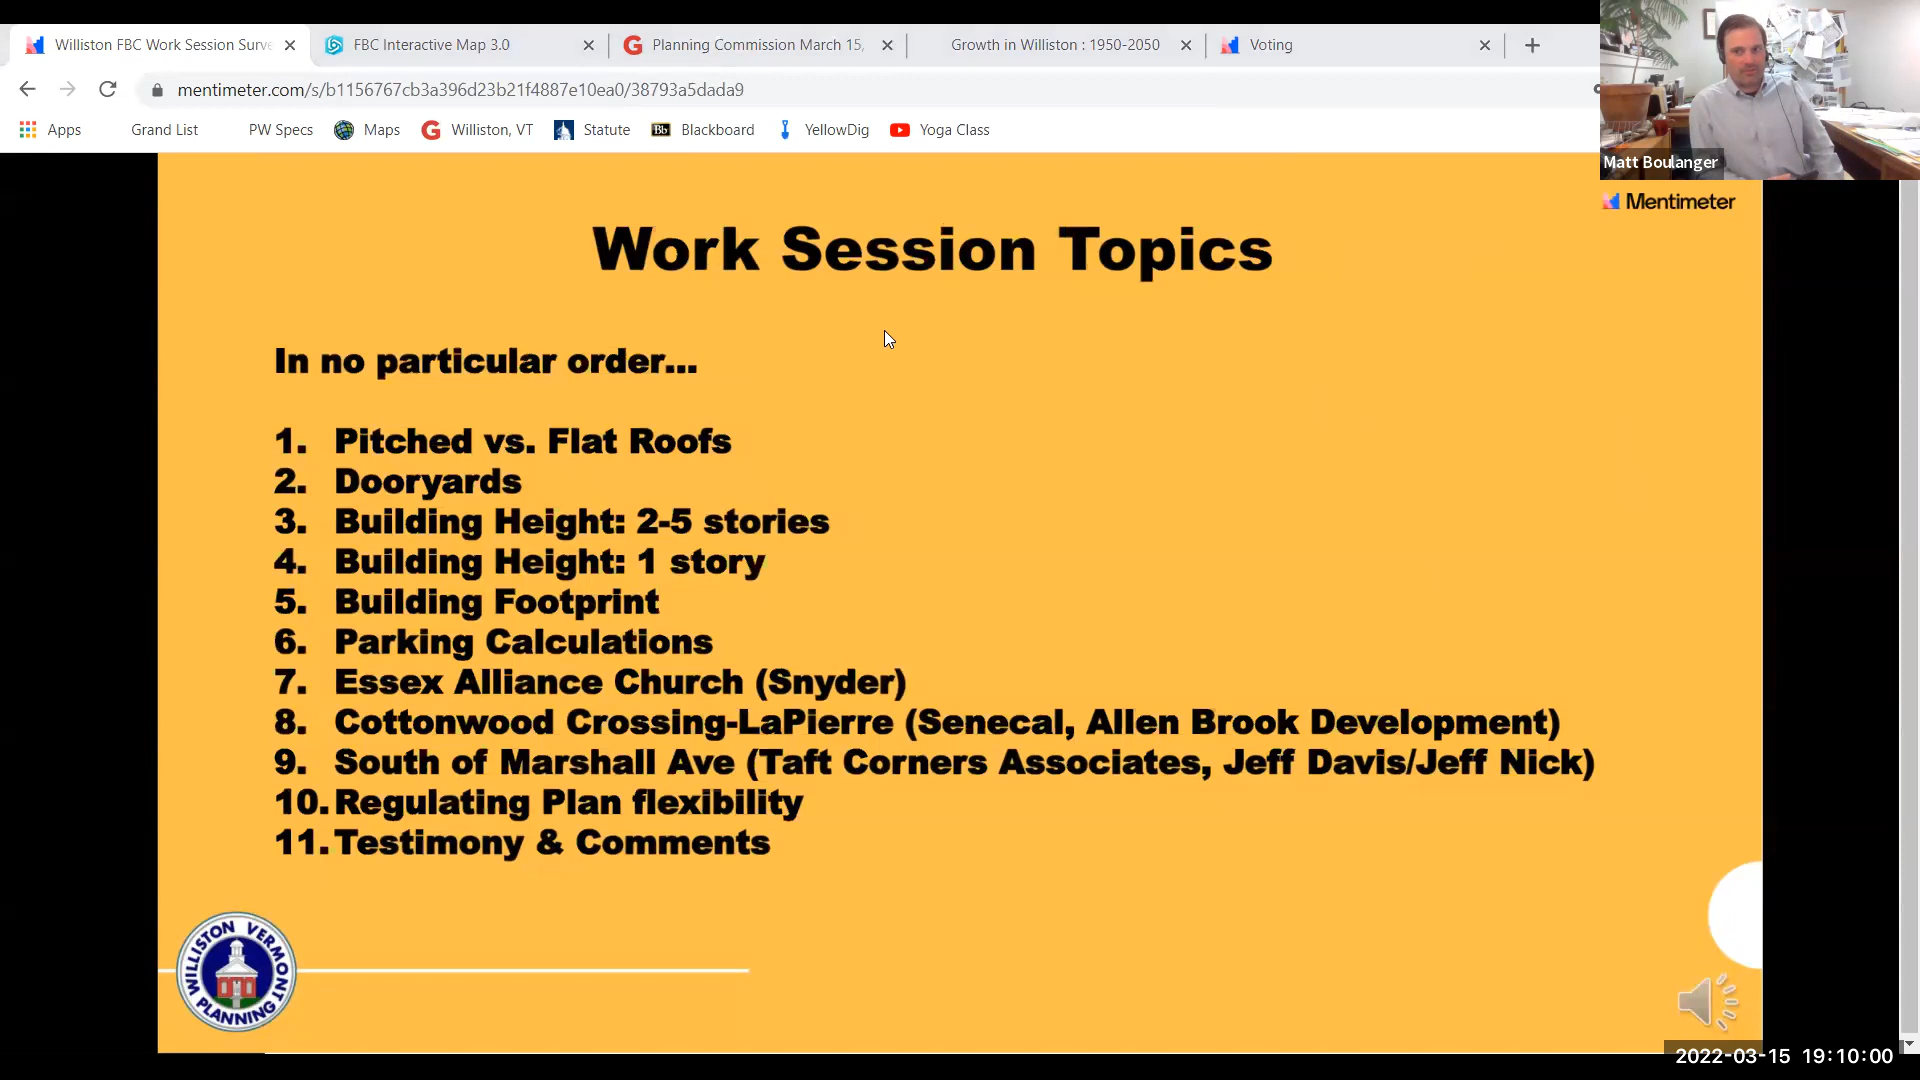 Williston FBC Work Session Surve
FBC Interactive Map 3.0
Planning Commission March 15,
Growth in Williston : 1950-2050
Voting
mentimeter.com/s/b1156767cb3a396d23b21f4887e10ea0/38793a5dada9
Apps
Grand List
PW Specs
Maps
Williston, VT
Statute
Bb
Blackboard
YellowDig
Yoga Class
Matt Boulanger
Mentimeter
Work Session Topics
In no particular order...
1. Pitched vs. Flat Roofs
2. Dooryards
3. Building Height: 2-5 stories
4. Building Height: 1 story
5. Building Footprint
6. Parking Calculations
7. Essex Alliance Church (Snyder)
8. Cottonwood Crossing-LaPierre (Senecal, Allen Brook Development)
9. South of Marshall Ave (Taft Corners Associates, Jeff Davis/Jeff Nick)
10. Regulating Plan flexibility
11. Testimony & Comments
WILLISTON VERMONT
PLANNING
2022-03-15 19:10:00